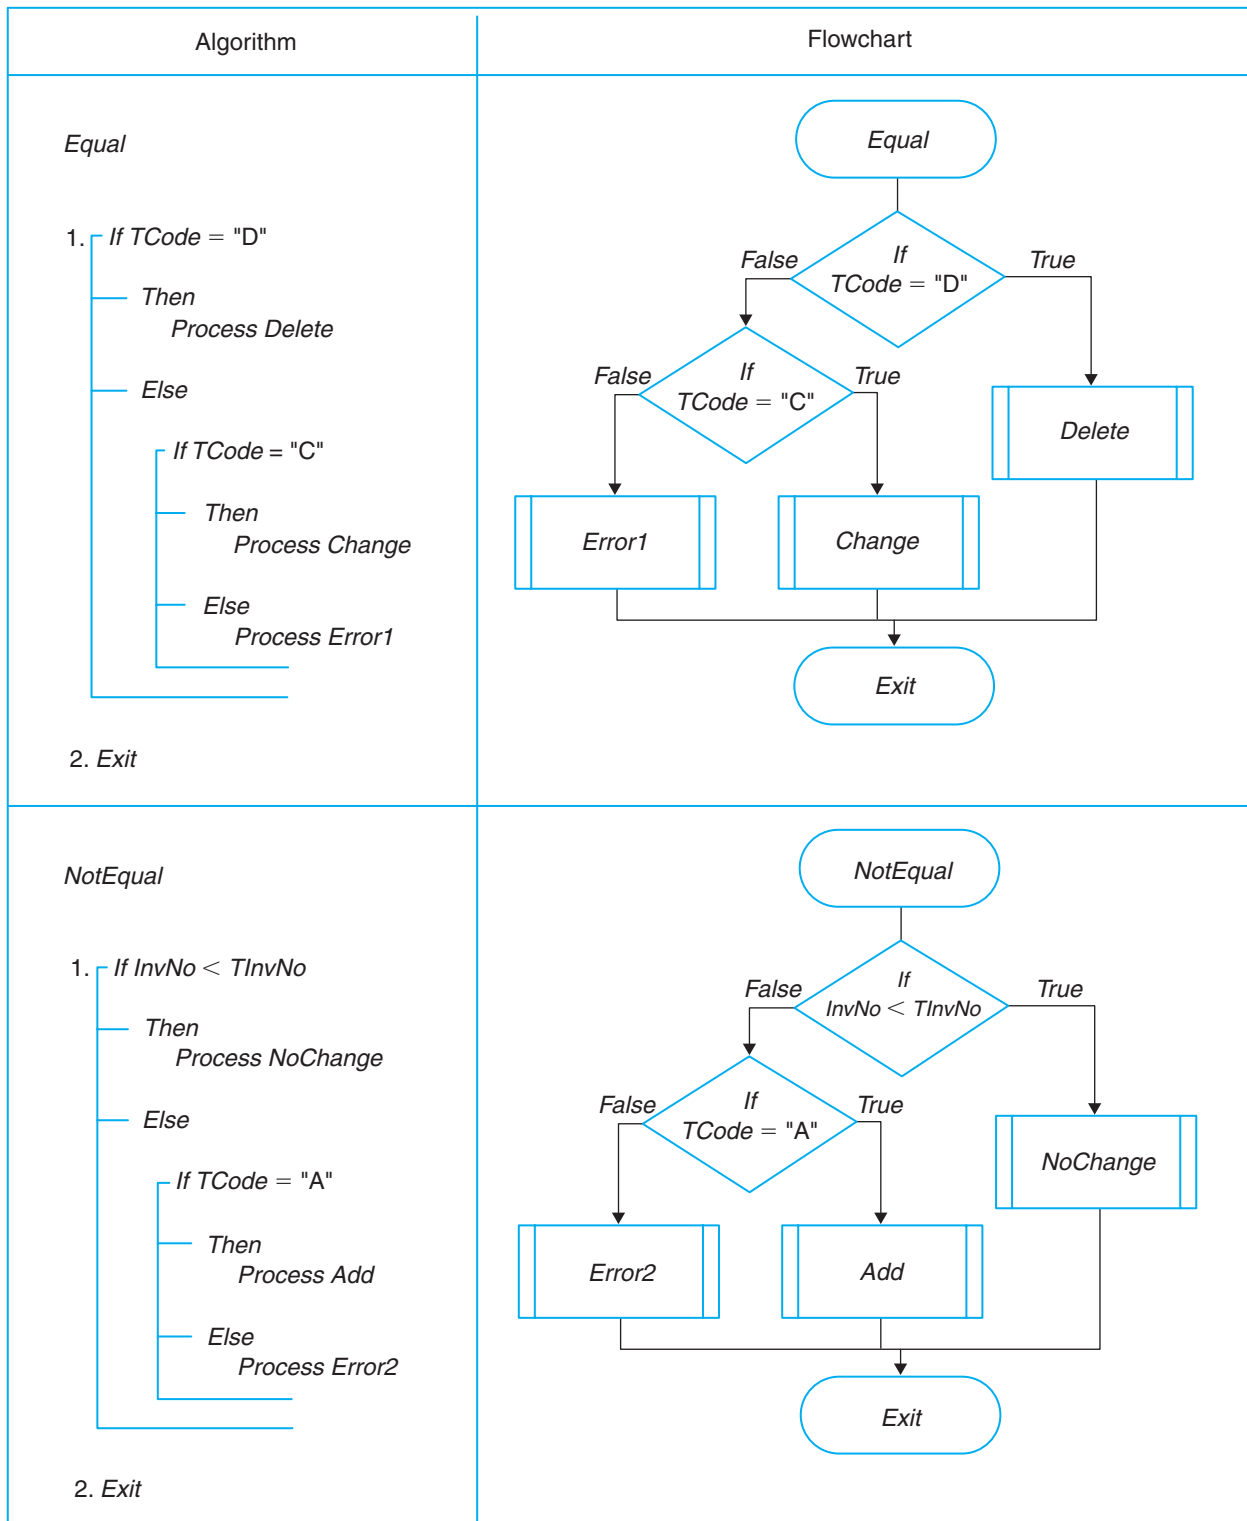 Algorithm
Flowchart
Equal
1. If TCode = "D"
Then
Process Delete
Else
If TCode = "C"
Then
Process Change
Else
Process Error1
2. Exit
Equal
If
TCode = "D"
False
True
If
TCode = "C"
False
True
Delete
Error1
Change
Exit
NotEqual
1. If InvNo < TInvNo
Then
Process NoChange
Else
If TCode = "A"
Then
Process Add
Else
Process Error2
2. Exit
NotEqual
If
InvNo < TInvNo
False
True
If
TCode = "A"
False
True
NoChange
Error2
Add
Exit